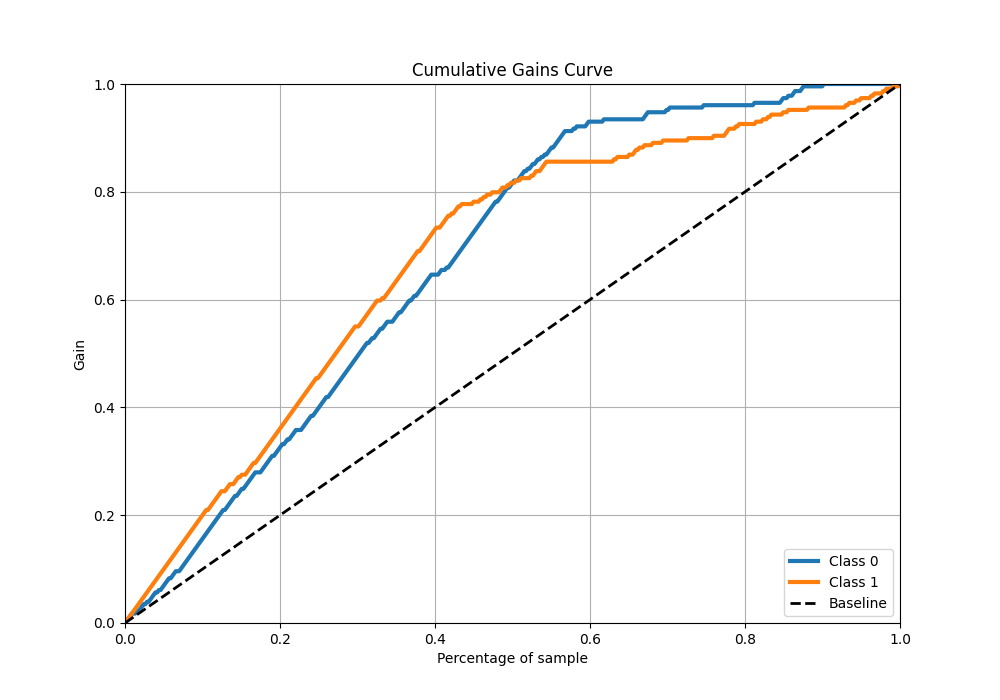 Cumulative Gains Curve
1.0
0.8
0.6
0.4
0.2
0.0
Gain
0.0 0.2 0.4 0.6 0.8 1.0
Percentage of sample
Class 0
Class 1
Baseline